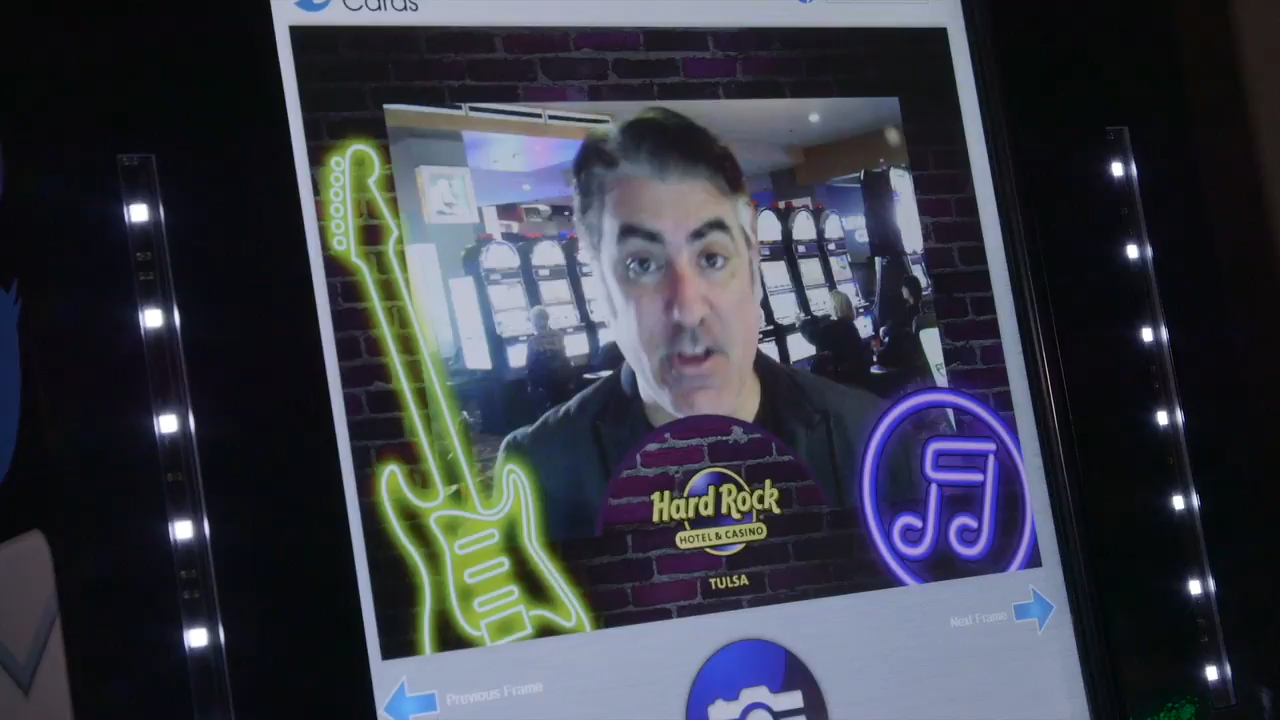 Cards
Hard Rock
HOTEL & CASINO
TULSA
Next Frame
Previous Frame